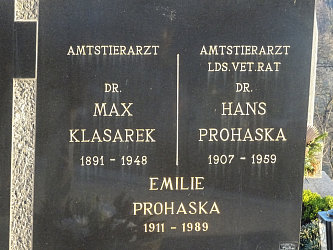 AMTSTIERARZT
DR.
MAX
KLASAREK
1891 - 1948
AMTSTIERARZT
LDS.VET.RAT
DR.
HANS
PROHASKA
1907 - 1959
EMILIE
PROHASKA
1911 - 1989